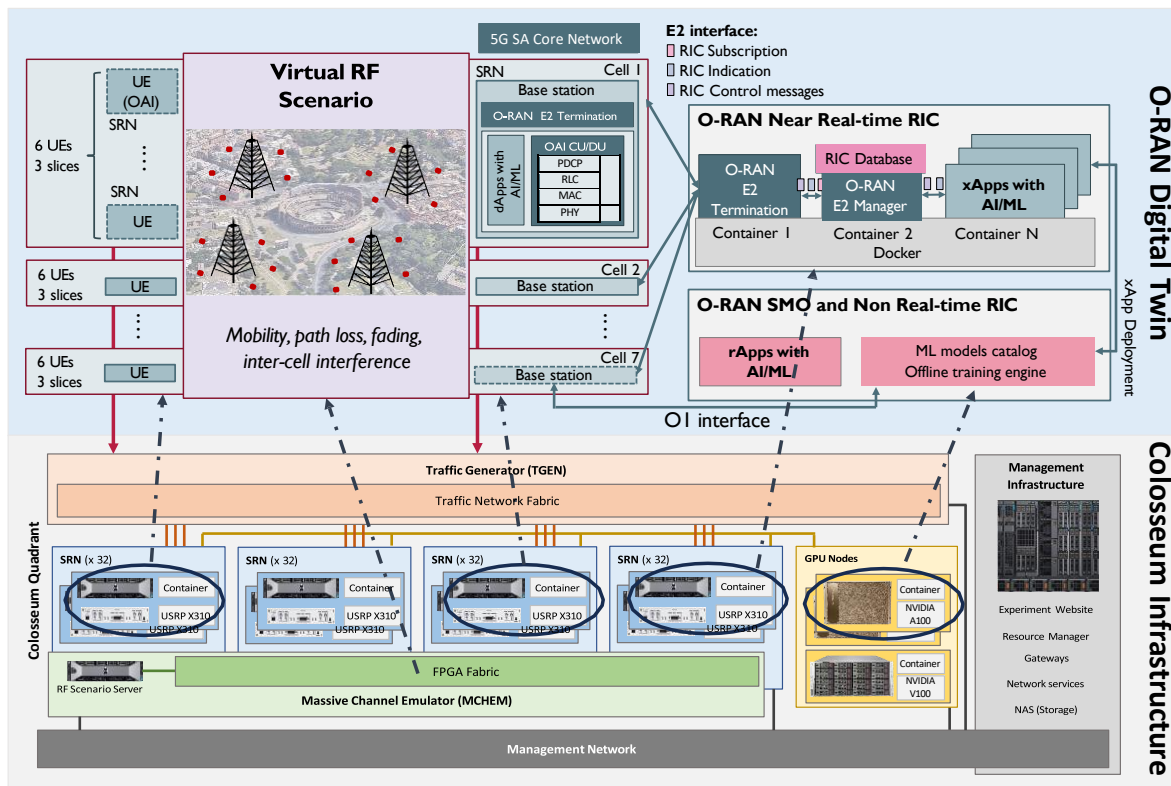 5G SA Core Network
E2 interface:
RIC Subscription
RIC Indication
RIC Control messages
O-RAN Digital Twin
6 UEs
3 slices
UE
(OAI)
SRN
SRN
UE
Virtual RF
Scenario
Mobility, path loss, fading,
inter-cell interference
SRN
Cell 1
Base station
O-RAN E2 Termination
dApps with
AI/ML
OAI CU/DU
PDCP
RLC
MAC
PHY
6 UEs
3 slices
UE
Cell 2
Base station
6 UEs
3 slices
UE
Cell 7
Base station
O-RAN Near Real-time RIC
O-RAN
E2
Termination
RIC Database
O-RAN
E2 Manager
xApps with
AI/ML
Container 1
Container 2
Container N
Docker
O-RAN SMO and Non Real-time RIC
rApps with
AI/ML
ML models catalog
Offline training engine
xApp Deployment
O1 interface
Colosseum Infrastructure
Colosseum Quadrant
Traffic Generator (TGEN)
Traffic Network Fabric
SRN (x 32)
Container
USRP X310
USRP X310
SRN (x 32)
Container
USRP X310
USRP X310
SRN (x 32)
Container
USRP X310
USRP X310
SRN (x 32)
Container
USRP X310
USRP X310
GPU Nodes
Container
NVIDIA
A100
Container
NVIDIA
V100
RF Scenario Server
FPGA Fabric
Massive Channel Emulator (MCHEM)
Management
Infrastructure
Experiment Website
Resource Manager
Gateways
Network services
NAS (Storage)
Management Network